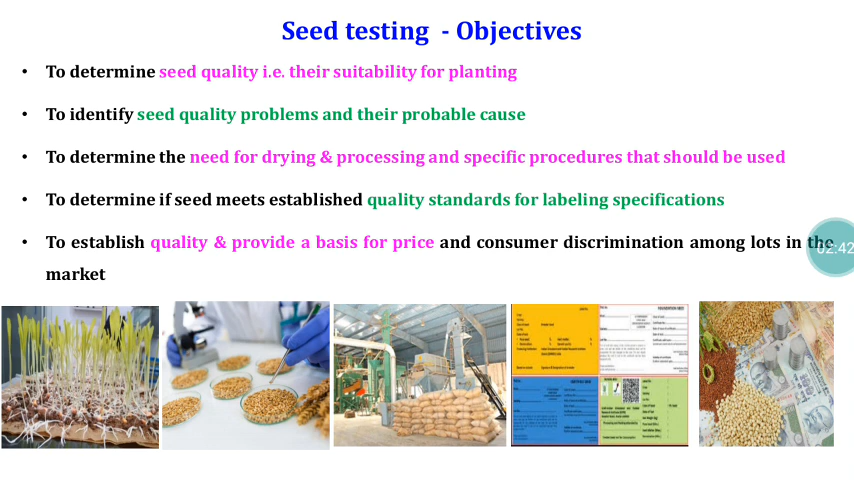 Seed testing - Objectives
• To determine seed quality i.e. their suitability for planting
• To identify seed quality problems and their probable cause
• To determine the need for drying & processing and specific procedures that should be used
• To determine if seed meets established quality standards for labeling specifications
• To establish quality & provide a basis for price and consumer discrimination among lots in the
market
02:42